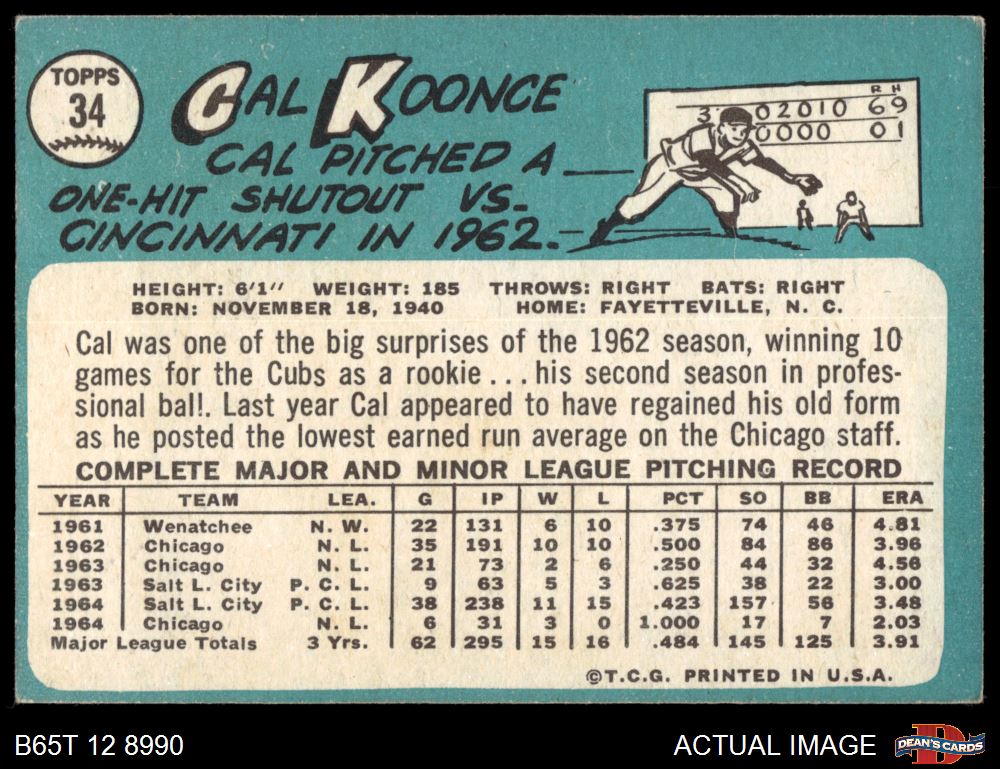 TOPPS
34
CAL KOONCE
CAL PITCHED A
ONE-HIT SHUTOUT VS.
CINCINNATI IN 1962.
R H
3 02010 69
0000 01
HEIGHT: 6'1" WEIGHT: 185 THROWS: RIGHT BATS: RIGHT
BORN: NOVEMBER 18, 1940 HOME: FAYETTEVILLE, N. C.
Cal was one of the big surprises of the 1962 season, winning 10
games for the Cubs as a rookie ... his second season in profes-
sional ball. Last year Cal appeared to have regained his old form
as he posted the lowest earned run average on the Chicago staff.
COMPLETE MAJOR AND MINOR LEAGUE PITCHING RECORD
YEAR TEAM LEA. G IP W L PCT SO BB ERA
1961 Wenatchee N. W. 22 131 6 10 .375 74 46 4.81
1962 Chicago N. L. 35 191 10 10 .500 84 86 3.96
1963 Chicago N. L. 21 73 2 6 .250 44 32 4.56
1963 Salt L. City P. C. L. 9 63 5 3 .625 38 22 3.00
1964 Salt L. City P. C. L. 38 238 11 15 .423 157 56 3.48
1964 Chicago N. L. 6 31 3 0 1.000 17 7 2.03
Major League Totals 3 Yrs. 62 295 15 16 .484 145 125 3.91
©T.C.G. PRINTED IN U.S.A.
B65T 12 8990
ACTUAL IMAGE
D
DEAN'S CARDS